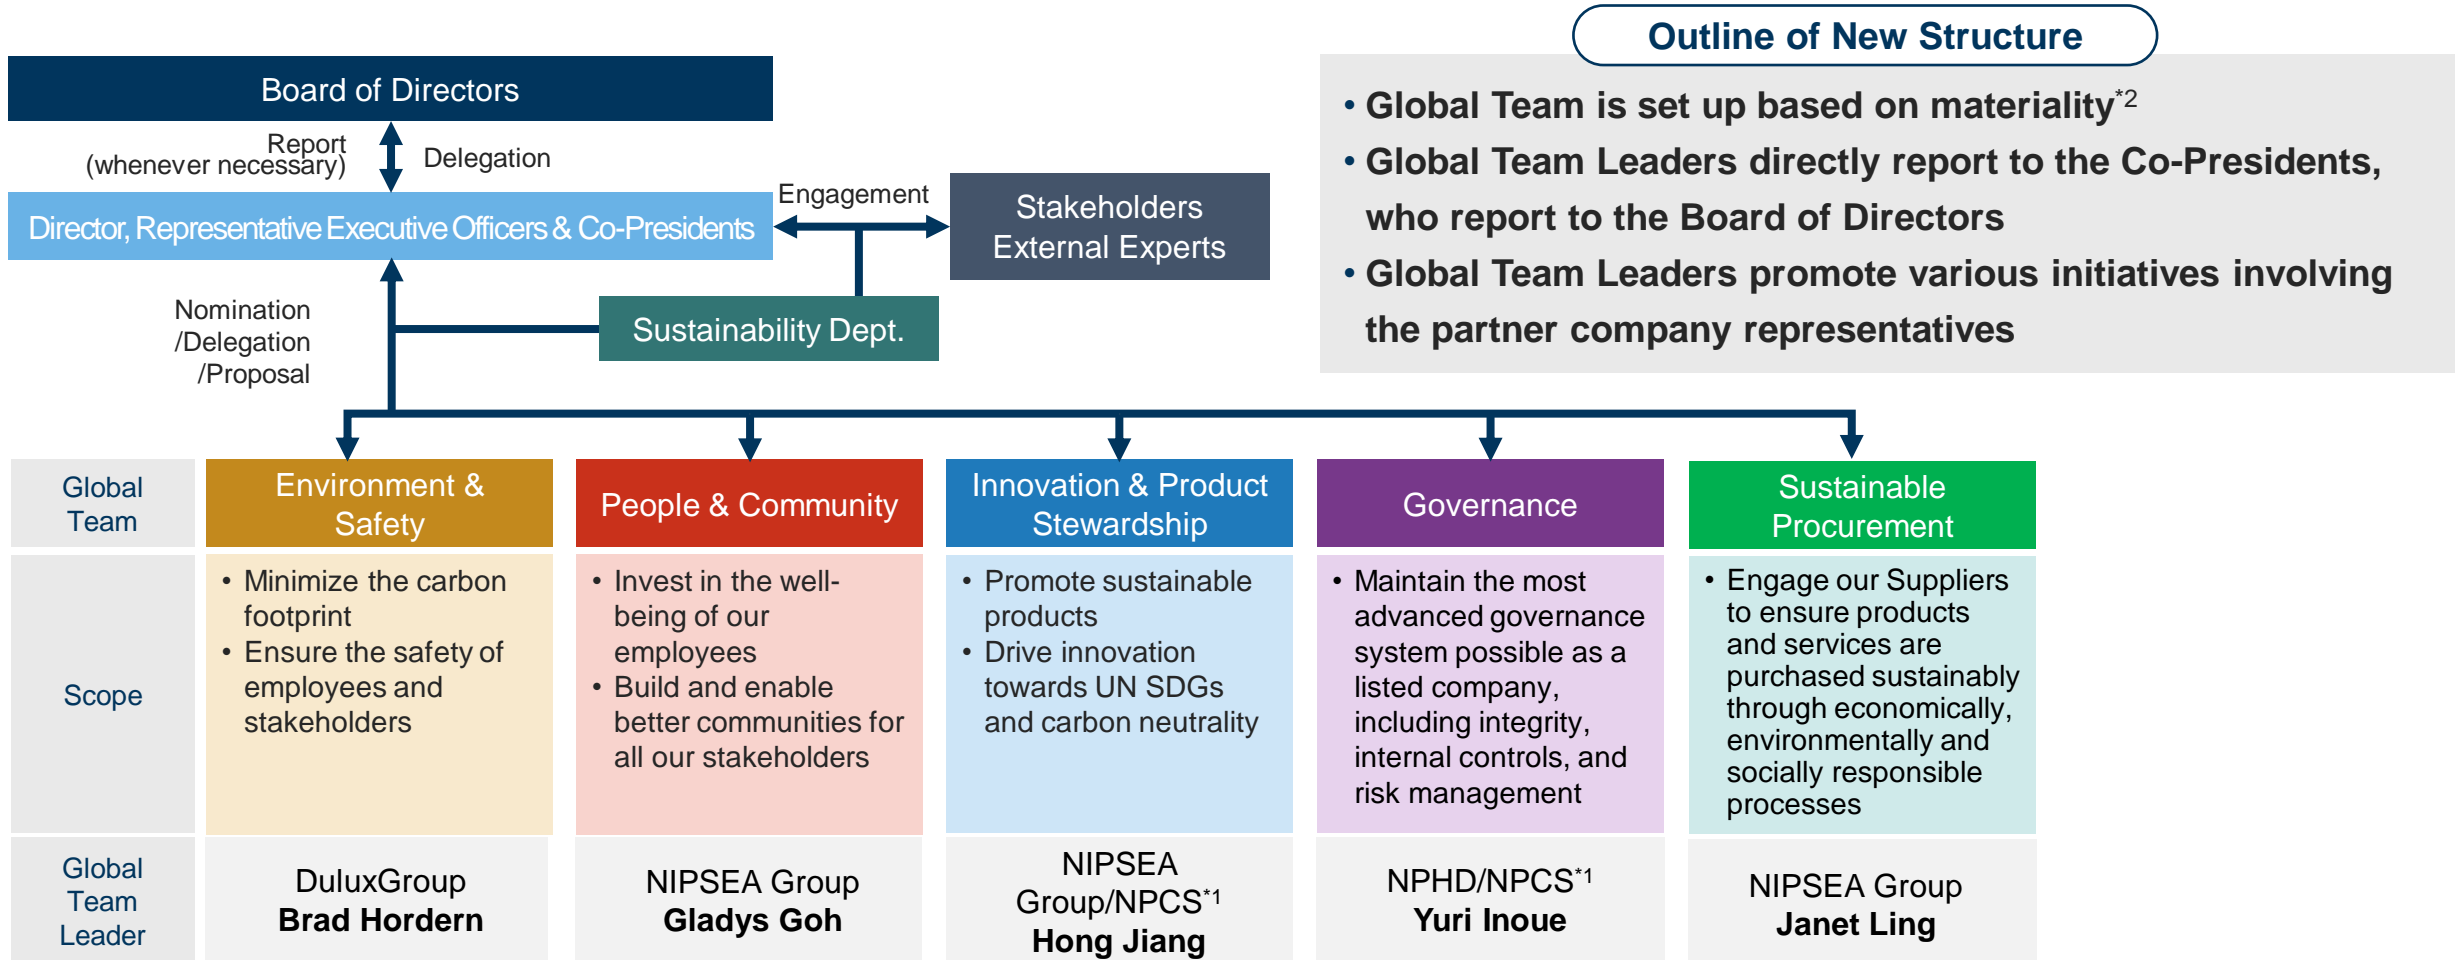 Outline of New Structure
Board of Directors
Report
(whenever necessary)
Delegation
Director, Representative Executive Officers & Co-Presidents
Engagement
Stakeholders
External Experts
Sustainability Dept.
Nomination
/Delegation
/Proposal
• Global Team is set up based on materiality*2
• Global Team Leaders directly report to the Co-Presidents,
who report to the Board of Directors
• Global Team Leaders promote various initiatives involving
the partner company representatives
Global
Team
Environment &
Safety
People & Community
Innovation & Product
Stewardship
Governance
Sustainable
Procurement
Scope
• Minimize the carbon
footprint
• Ensure the safety of
employees and
stakeholders
• Invest in the well-
being of our
employees
• Build and enable
better communities for
all our stakeholders
• Promote sustainable
products
• Drive innovation
towards UN SDGs
and carbon neutrality
• Maintain the most
advanced governance
system possible as a
listed company,
including integrity,
internal controls, and
risk management
• Engage our Suppliers
to ensure products
and services are
purchased sustainably
through economically,
environmentally and
socially responsible
processes
Global
Team
Leader
DuluxGroup
Brad Hordern
NIPSEA Group
Gladys Goh
NIPSEA
Group/NPCS*1
Hong Jiang
NPHD/NPCS*1
Yuri Inoue
NIPSEA Group
Janet Ling